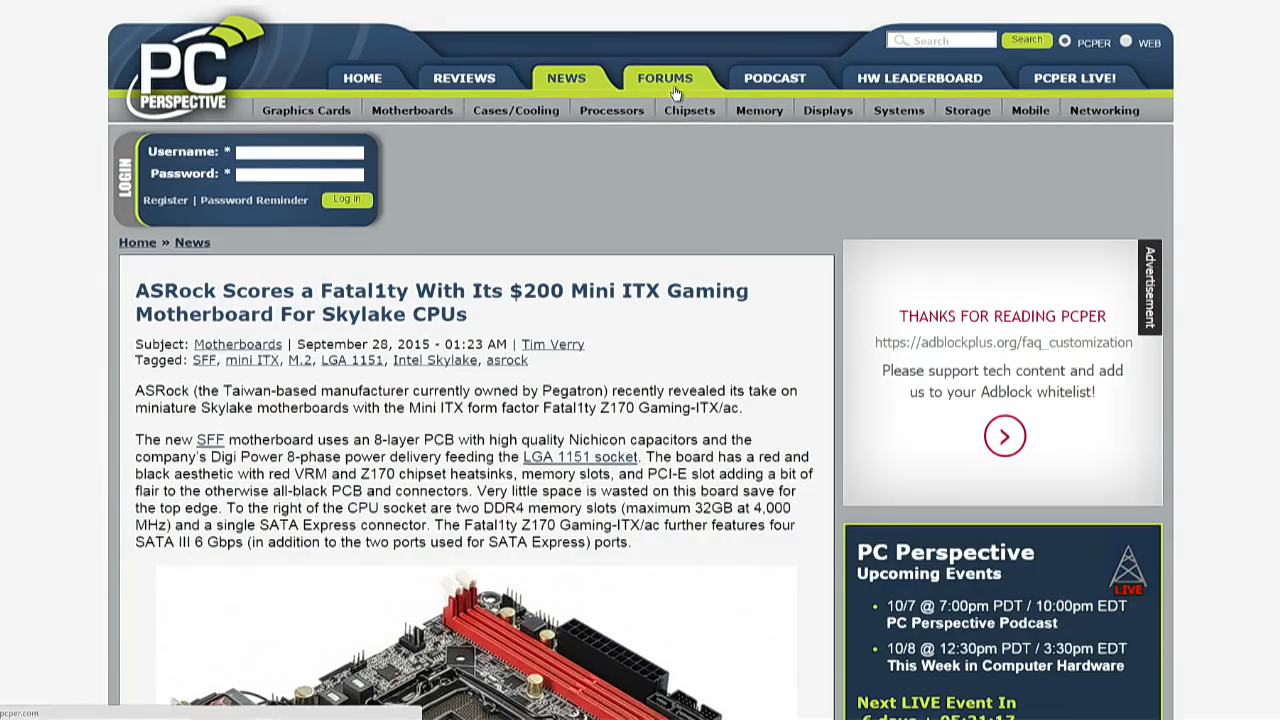 PC
PERSPECTIVE
Search
Search
PCPER
WEB
HOME
REVIEWS
NEWS
FORUMS
PODCAST
HW LEADERBOARD
PCPER LIVE!
Graphics Cards
Motherboards
Cases/Cooling
Processors
Chipsets
Memory
Displays
Systems
Storage
Mobile
Networking
LOGIN
Username: *
Password: *
Register | Password Reminder
Log in
Home » News
ASRock Scores a Fatal1ty With Its $200 Mini ITX Gaming
Motherboard For Skylake CPUs
Subject: Motherboards | September 28, 2015 - 01:23 AM | Tim Verry
Tagged: SFF, mini ITX, M.2, LGA 1151, Intel Skylake, asrock
ASRock (the Taiwan-based manufacturer currently owned by Pegatron) recently revealed its take on
miniature Skylake motherboards with the Mini ITX form factor Fatal1ty Z170 Gaming-ITX/ac.
The new SFF motherboard uses an 8-layer PCB with high quality Nichicon capacitors and the
company's Digi Power 8-phase power delivery feeding the LGA 1151 socket. The board has a red and
black aesthetic with red VRM and Z170 chipset heatsinks, memory slots, and PCI-E slot adding a bit of
flair to the otherwise all-black PCB and connectors. Very little space is wasted on this board save for
the top edge. To the right of the CPU socket are two DDR4 memory slots (maximum 32GB at 4,000
MHz) and a single SATA Express connector. The Fatal1ty Z170 Gaming-ITX/ac further features four
SATA III 6 Gbps (in addition to the two ports used for SATA Express) ports.
Advertisement
THANKS FOR READING PCPER
https://adblockplus.org/faq_customization
Please support tech content and add
us to your Adblock whitelist!
PC Perspective
Upcoming Events
LIVE
10/7 @ 7:00pm PDT / 10:00pm EDT
PC Perspective Podcast
10/8 @ 12:30pm PDT / 3:30pm EDT
This Week in Computer Hardware
Next LIVE Event In
pcper.com